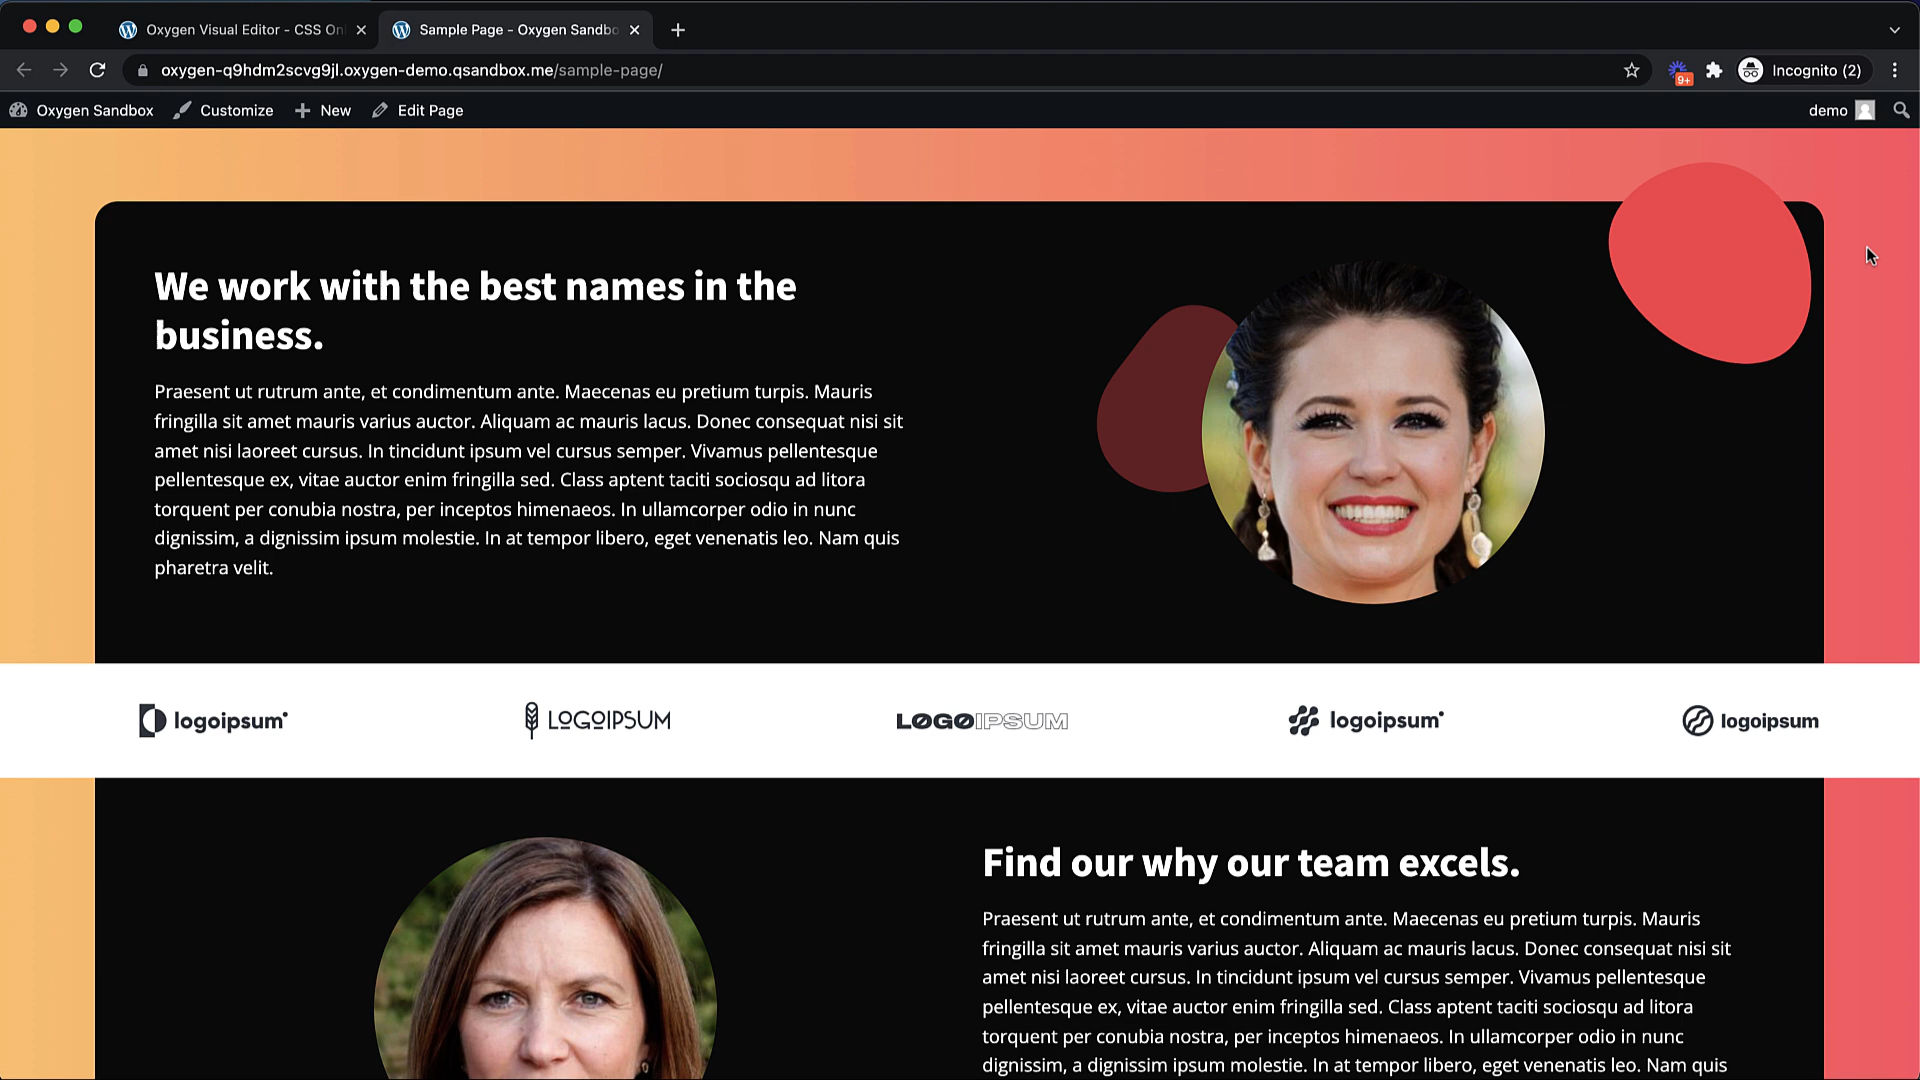 Oxygen Visual Editor - CSS On
Sample Page - Oxygen Sandbo
oxygen-q9hdm2scvg9jl.oxygen-demo.qsandbox.me/sample-page/
9+
Incognito (2)
Oxygen Sandbox
Customize
New
Edit Page
demo
We work with the best names in the
business.
Praesent ut rutrum ante, et condimentum ante. Maecenas eu pretium turpis. Mauris
fringilla sit amet mauris varius auctor. Aliquam ac mauris lacus. Donec consequat nisi sit
amet nisi laoreet cursus. In tincidunt ipsum vel cursus semper. Vivamus pellentesque
pellentesque ex, vitae auctor enim fringilla sed. Class aptent taciti sociosqu ad litora
torquent per conubia nostra, per inceptos himenaeos. In ullamcorper odio in nunc
dignissim, a dignissim ipsum molestie. In at tempor libero, eget venenatis leo. Nam quis
pharetra velit.
logoipsum
LOGOIPSUM
LOGOIPSUM
logoipsum
logoipsum
Find our why our team excels.
Praesent ut rutrum ante, et condimentum ante. Maecenas eu pretium turpis. Mauris
fringilla sit amet mauris varius auctor. Aliquam ac mauris lacus. Donec consequat nisi sit
amet nisi laoreet cursus. In tincidunt ipsum vel cursus semper. Vivamus pellentesque
pellentesque ex, vitae auctor enim fringilla sed. Class aptent taciti sociosqu ad litora
torquent per conubia nostra, per inceptos himenaeos. In ullamcorper odio in nunc
dignissim, a dignissim ipsum molestie. In at tempor libero, eget venenatis leo. Nam quis